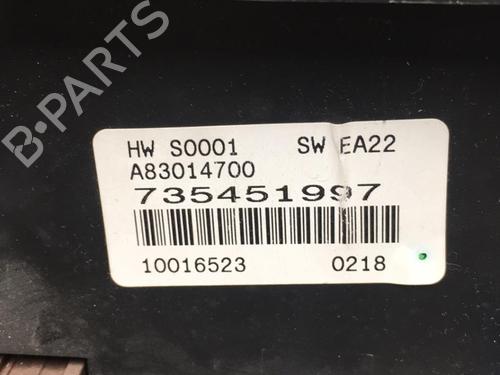 B-PARTS
HW S0001 SW EA22
A83014700
735451997
10016523 0218